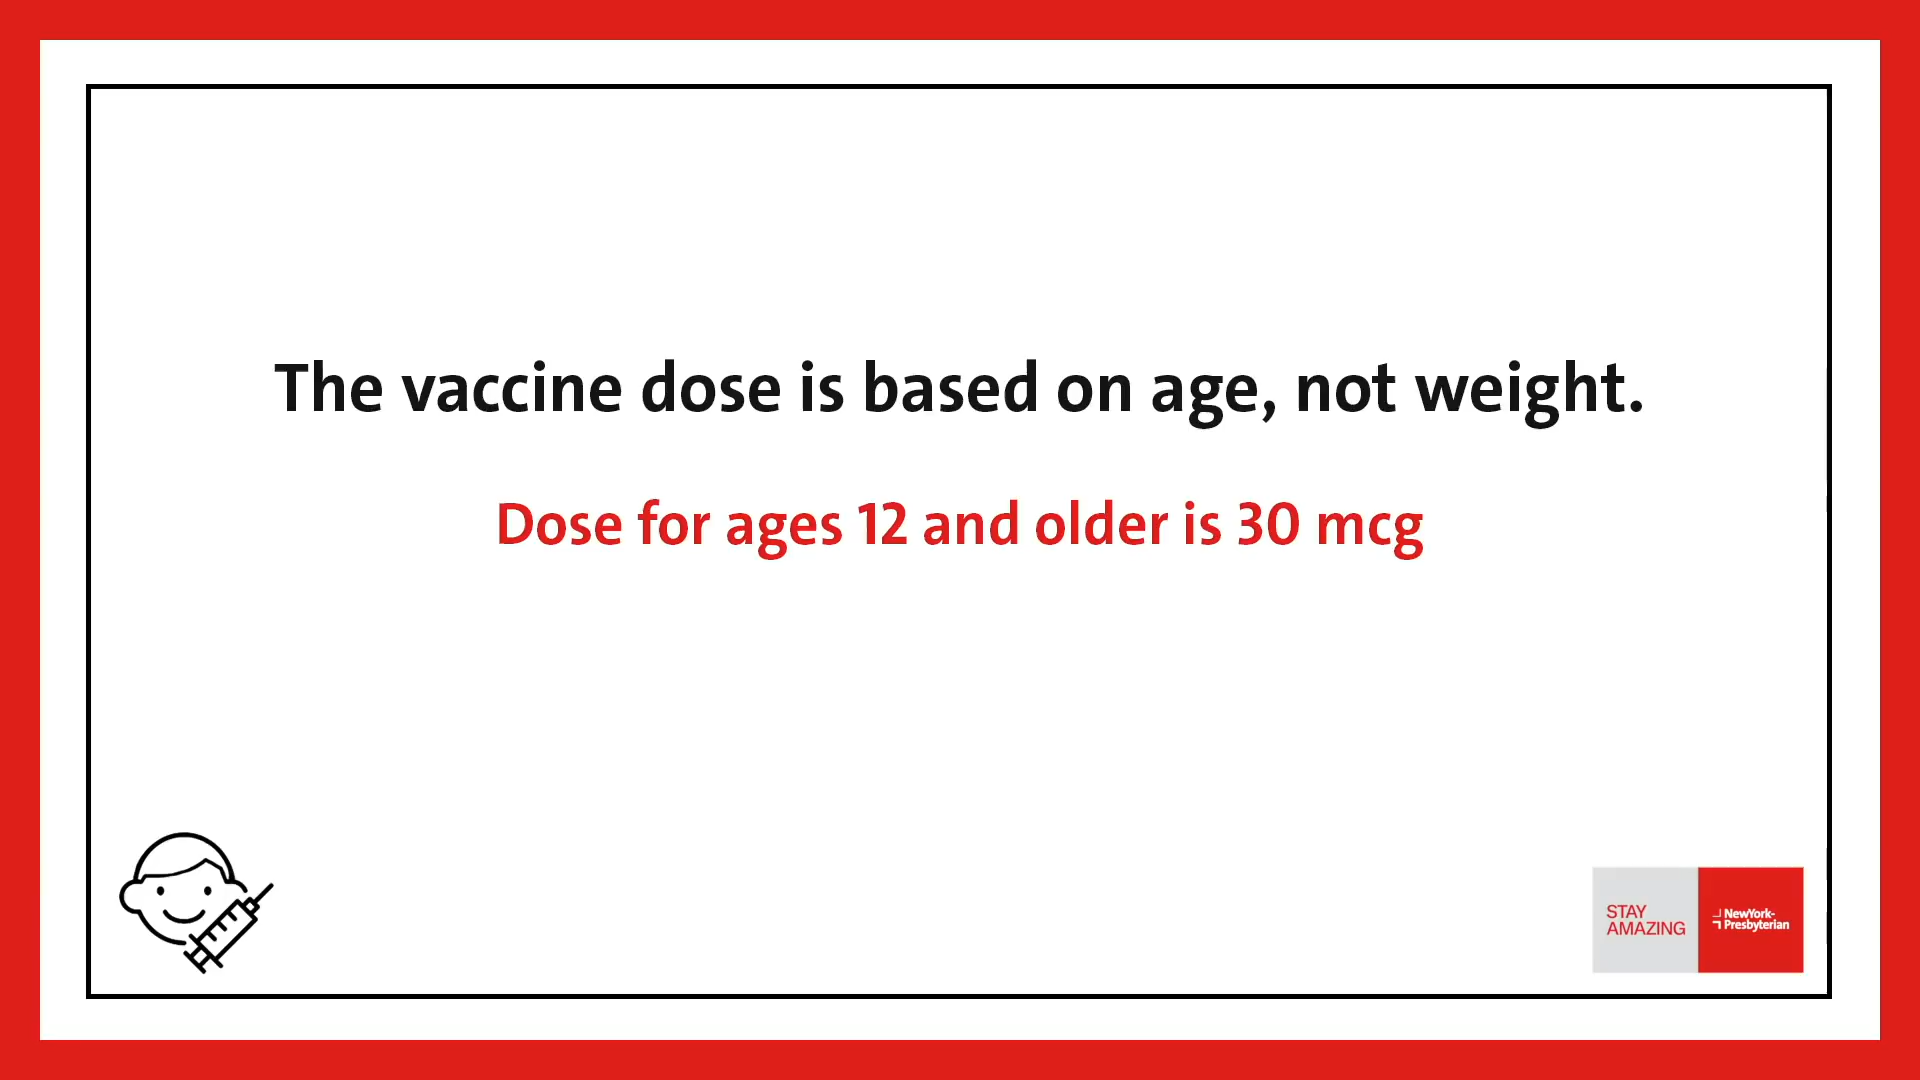 The vaccine dose is based on age, not weight.
Dose for ages 12 and older is 30 mcg
STAY
AMAZING
NewYork-
Presbyterian